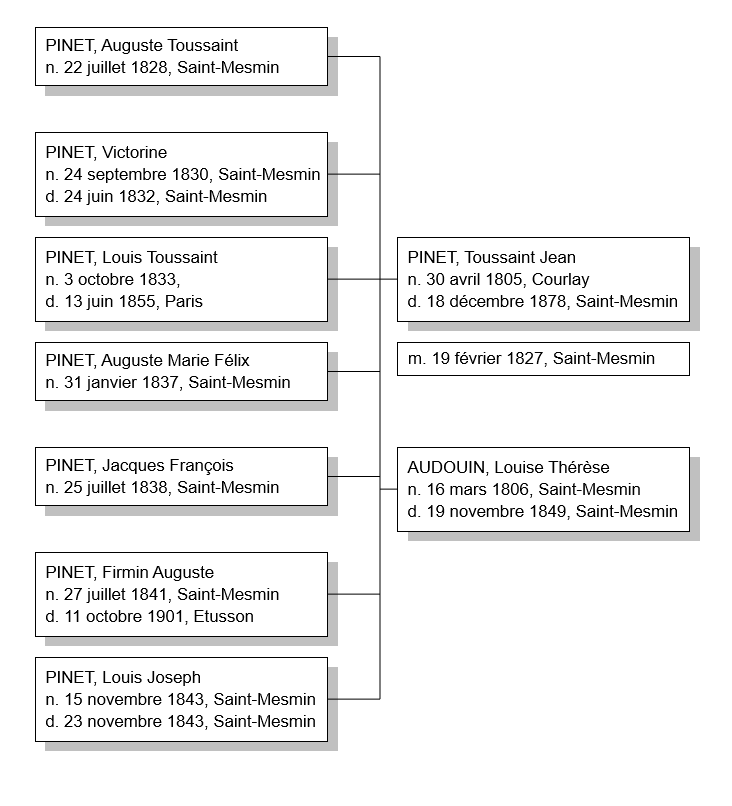 PINET, Auguste Toussaint
n. 22 juillet 1828, Saint-Mesmin
PINET, Victorine
n. 24 septembre 1830, Saint-Mesmin
d. 24 juin 1832, Saint-Mesmin
PINET, Louis Toussaint
n. 3 octobre 1833,
d. 13 juin 1855, Paris
PINET, Auguste Marie Félix
n. 31 janvier 1837, Saint-Mesmin
PINET, Jacques François
n. 25 juillet 1838, Saint-Mesmin
PINET, Firmin Auguste
n. 27 juillet 1841, Saint-Mesmin
d. 11 octobre 1901, Etusson
PINET, Louis Joseph
n. 15 novembre 1843, Saint-Mesmin
d. 23 novembre 1843, Saint-Mesmin
PINET, Toussaint Jean
n. 30 avril 1805, Courlay
d. 18 décembre 1878, Saint-Mesmin
m. 19 février 1827, Saint-Mesmin
AUDOUIN, Louise Thérèse
n. 16 mars 1806, Saint-Mesmin
d. 19 novembre 1849, Saint-Mesmin